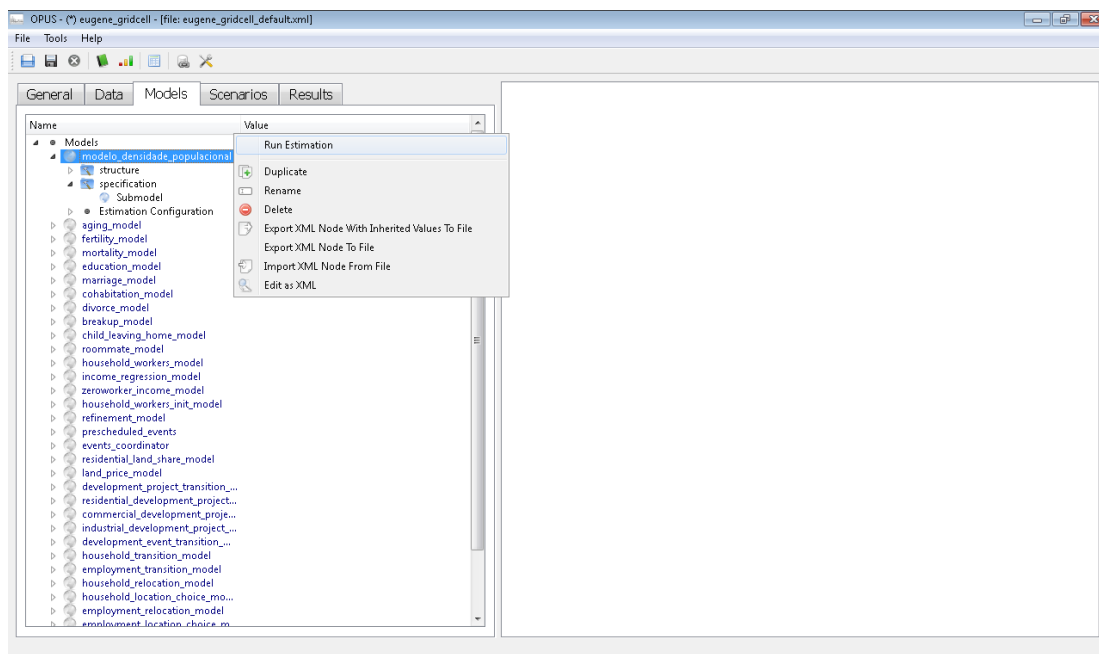 OPUS - (*) eugene_gridcell - [file: eugene_gridcell_default.xml]
File Tools Help
General Data Models Scenarios Results
Name Value
Models
modelo_densidade_populacional
structure
specification
Submodel
Estimation Configuration
aging_model
fertility_model
mortality_model
education_model
marriage_model
cohabitation_model
divorce_model
breakup_model
child_leaving_home_model
roommate_model
household_workers_model
income_regression_model
zeroworker_income_model
household_workers_init_model
refinement_model
prescheduled_events
events_coordinator
residential_land_share_model
land_price_model
development_project_transition_...
residential_development_project...
commercial_development_proje...
industrial_development_project_...
development_event_transition_...
household_transition_model
employment_transition_model
household_relocation_model
household_location_choice_mo...
employment_relocation_model
employment_location_choice_m...
Run Estimation
Duplicate
Rename
Delete
Export XML Node With Inherited Values To File
Export XML Node To File
Import XML Node From File
Edit as XML